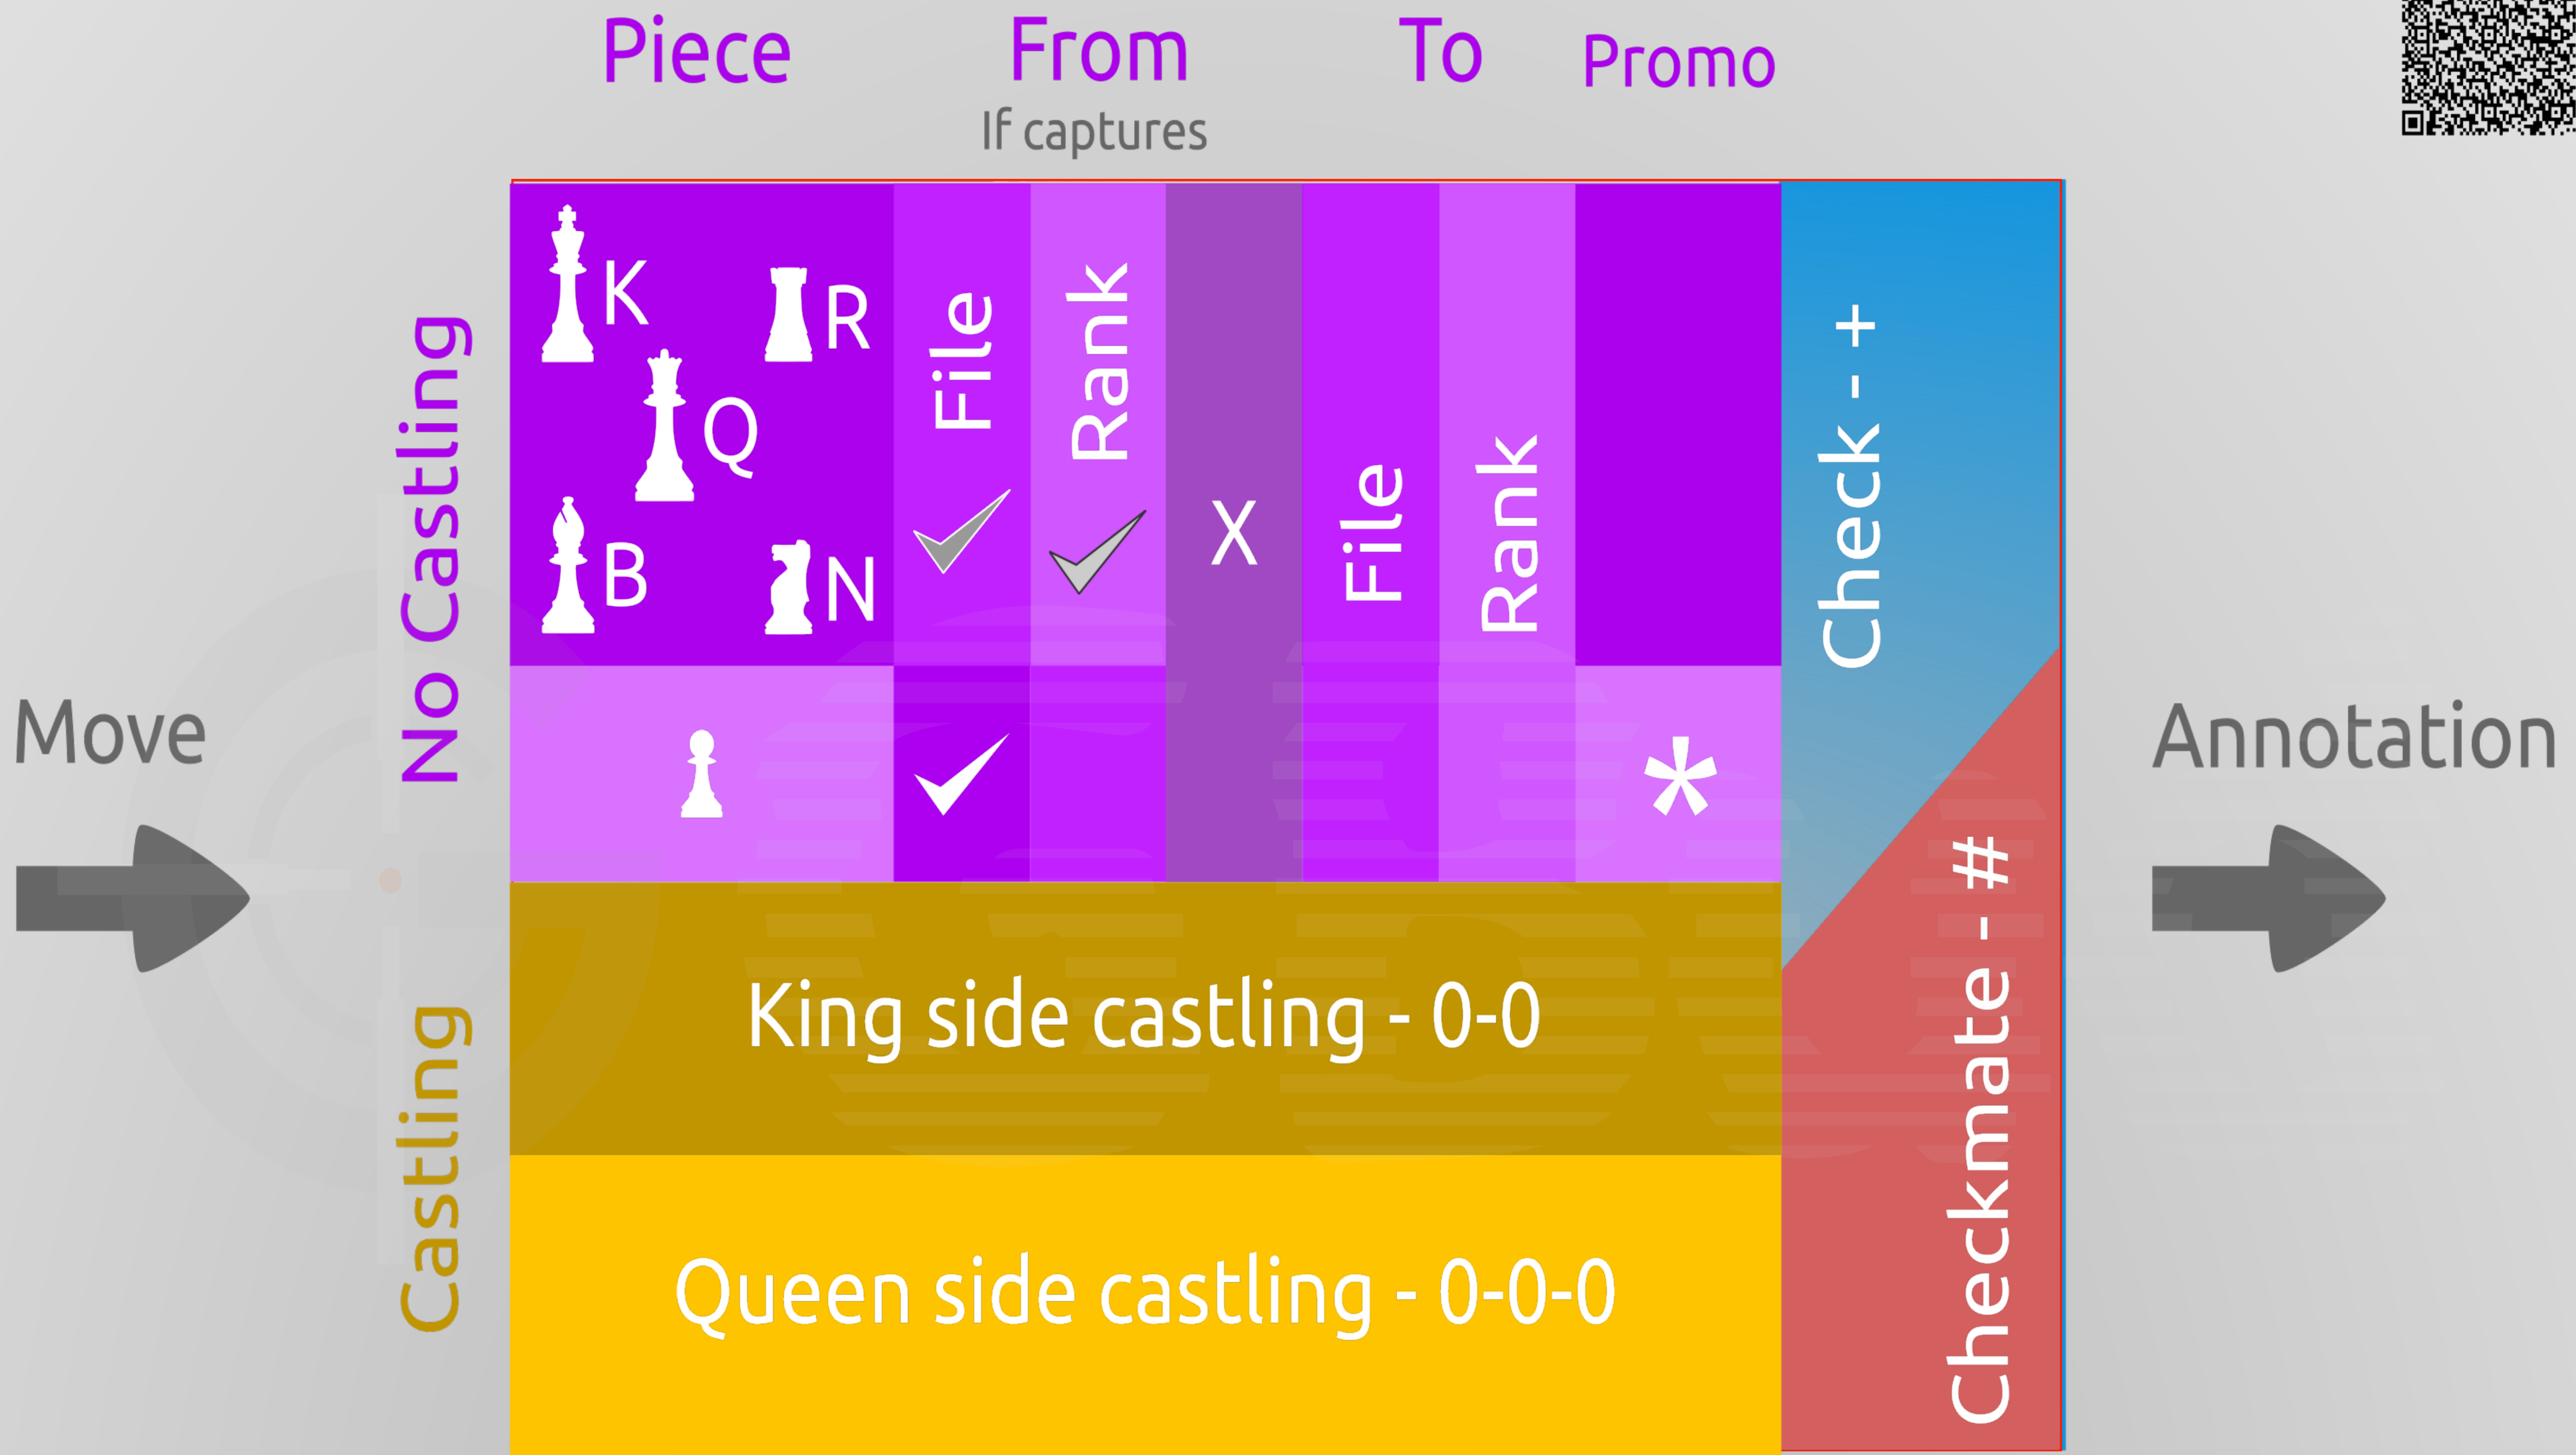 Piece From To Promo
If captures
No Castling
K
R
Q
B
N
File
Rank
X
File
Rank
Check - +
*
Move
Annotation
Castling
King side castling - 0-0
Queen side castling - 0-0-0
Checkmate - #